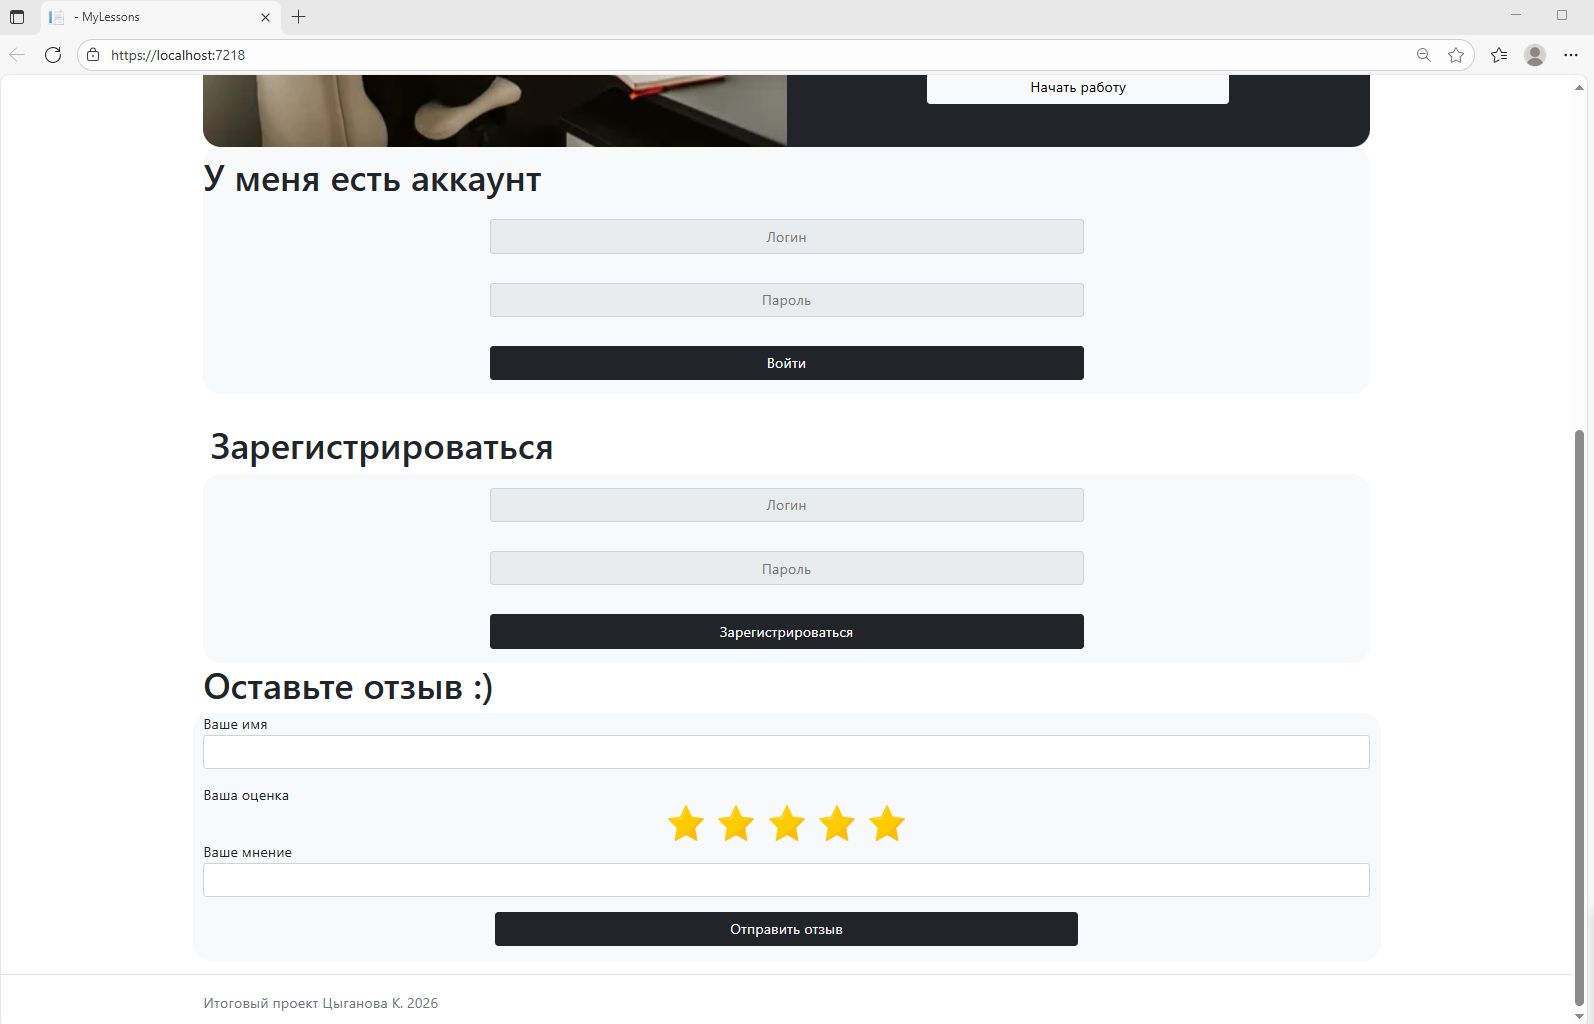 - MyLessons
https://localhost:7218
Начать работу
У меня есть аккаунт
Логин
Пароль
Войти
Зарегистрироваться
Логин
Пароль
Зарегистрироваться
Оставьте отзыв :)
Ваше имя
Ваша оценка
Ваше мнение
Отправить отзыв
Итоговый проект Цыганова К. 2026